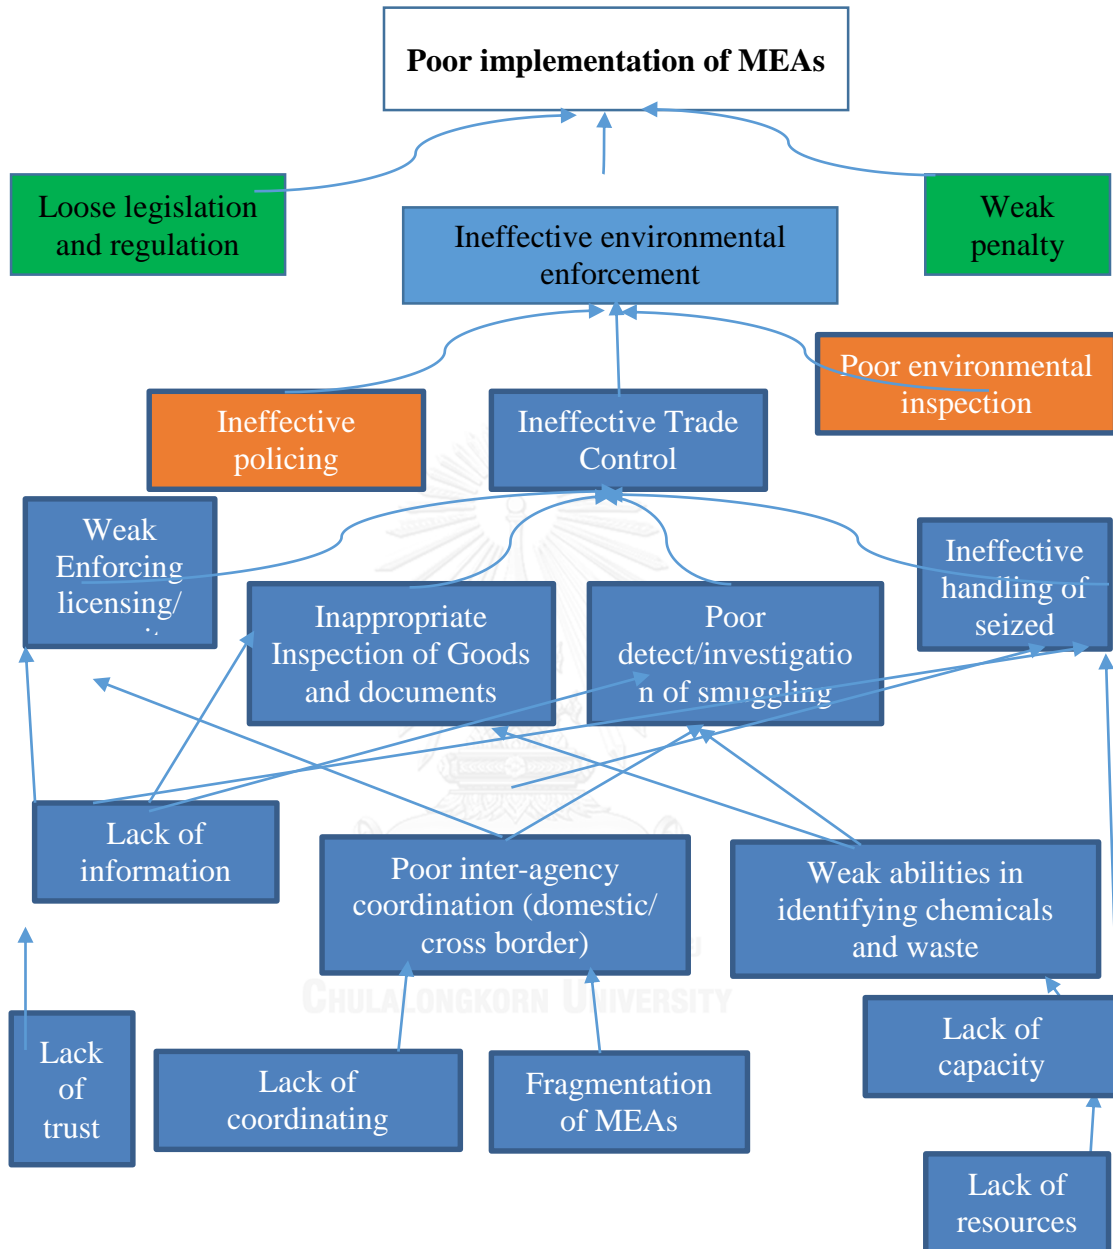 Poor implementation of MEAs
Loose legislation
and regulation
Ineffective environmental
enforcement
Weak
penalty
Ineffective
policing
Ineffective Trade
Control
Poor environmental
inspection
Weak
Enforcing
licensing/
Inappropriate
Inspection of Goods
and documents
Poor
detect/investigatio
n of smuggling
Ineffective
handling of
seized
Lack of
information
Poor inter-agency
coordination (domestic/
cross border)
Weak abilities in
identifying chemicals
and waste
CHULALONGKORN UNIVERSITY
Lack
of
trust
Lack of
coordinating
Fragmentation
of MEAs
Lack of
capacity
Lack of
resources